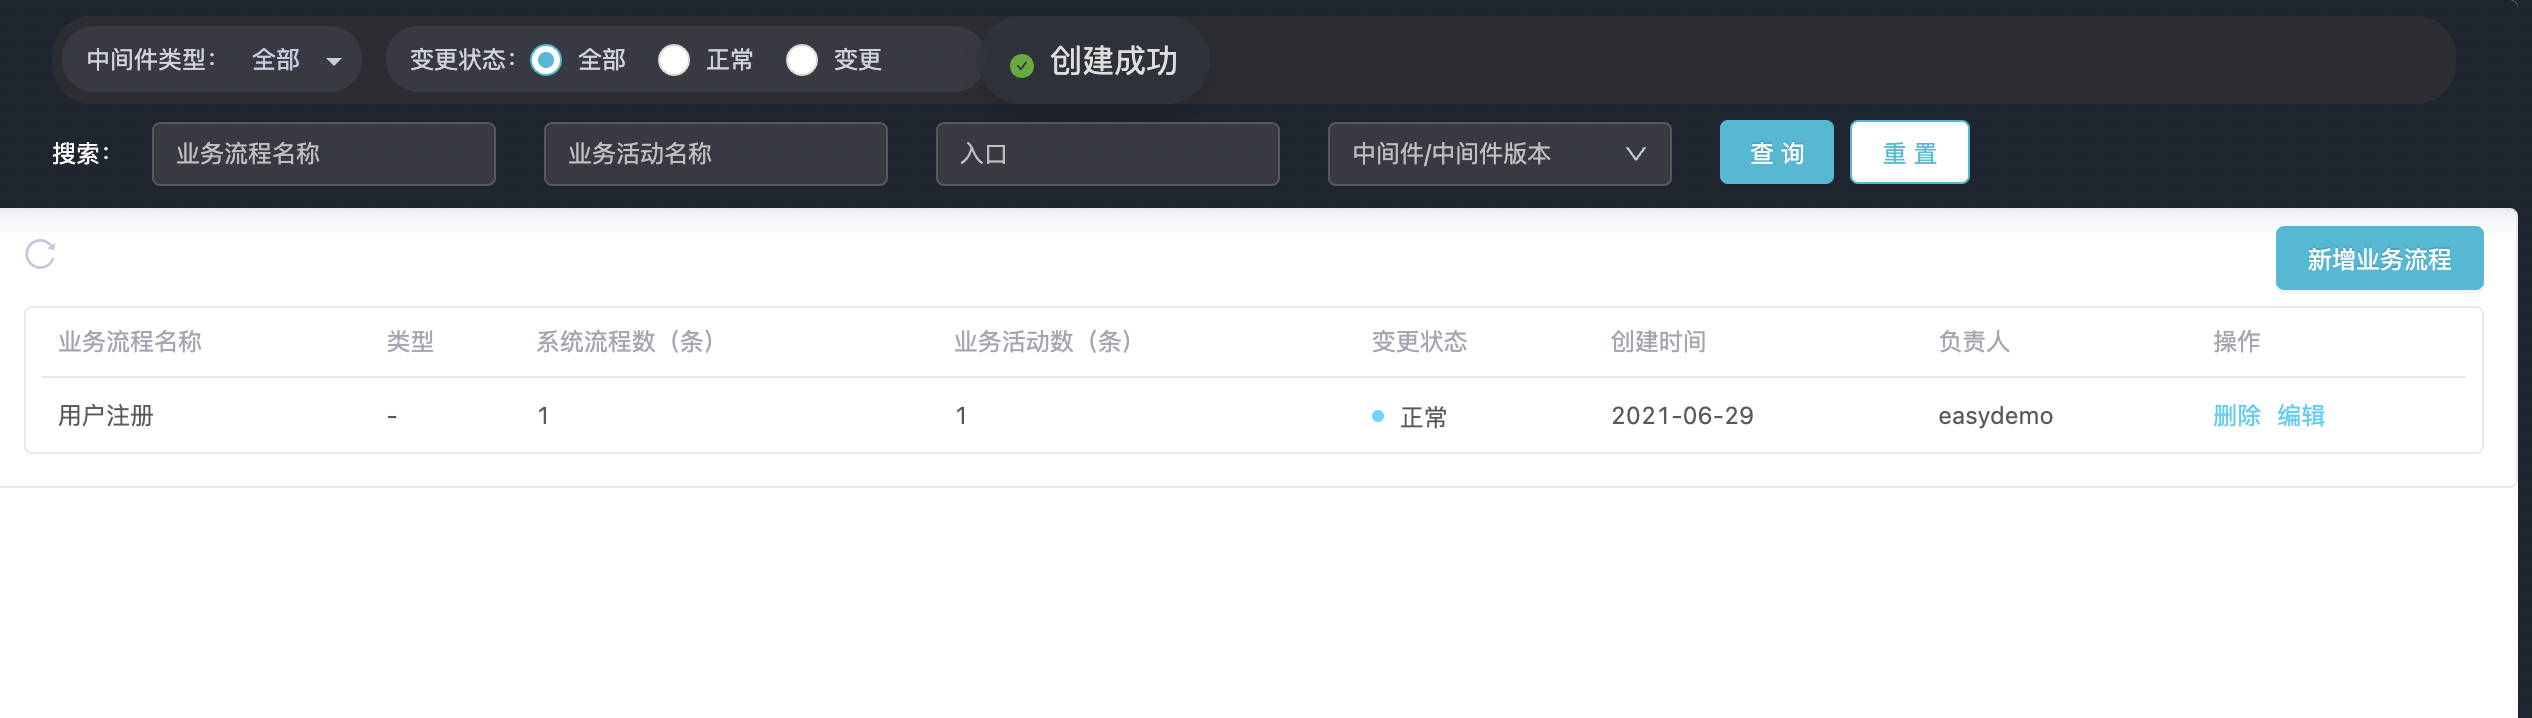 中间件类型： 全部 变更状态： 全部 正常 变更 创建成功
搜索： 业务流程名称 业务活动名称 入口 中间件/中间件版本 查 询 重 置
新增业务流程
业务流程名称 类型 系统流程数（条） 业务活动数（条） 变更状态 创建时间 负责人 操作
用户注册 - 1 1 正常 2021-06-29 easydemo 删除 编辑